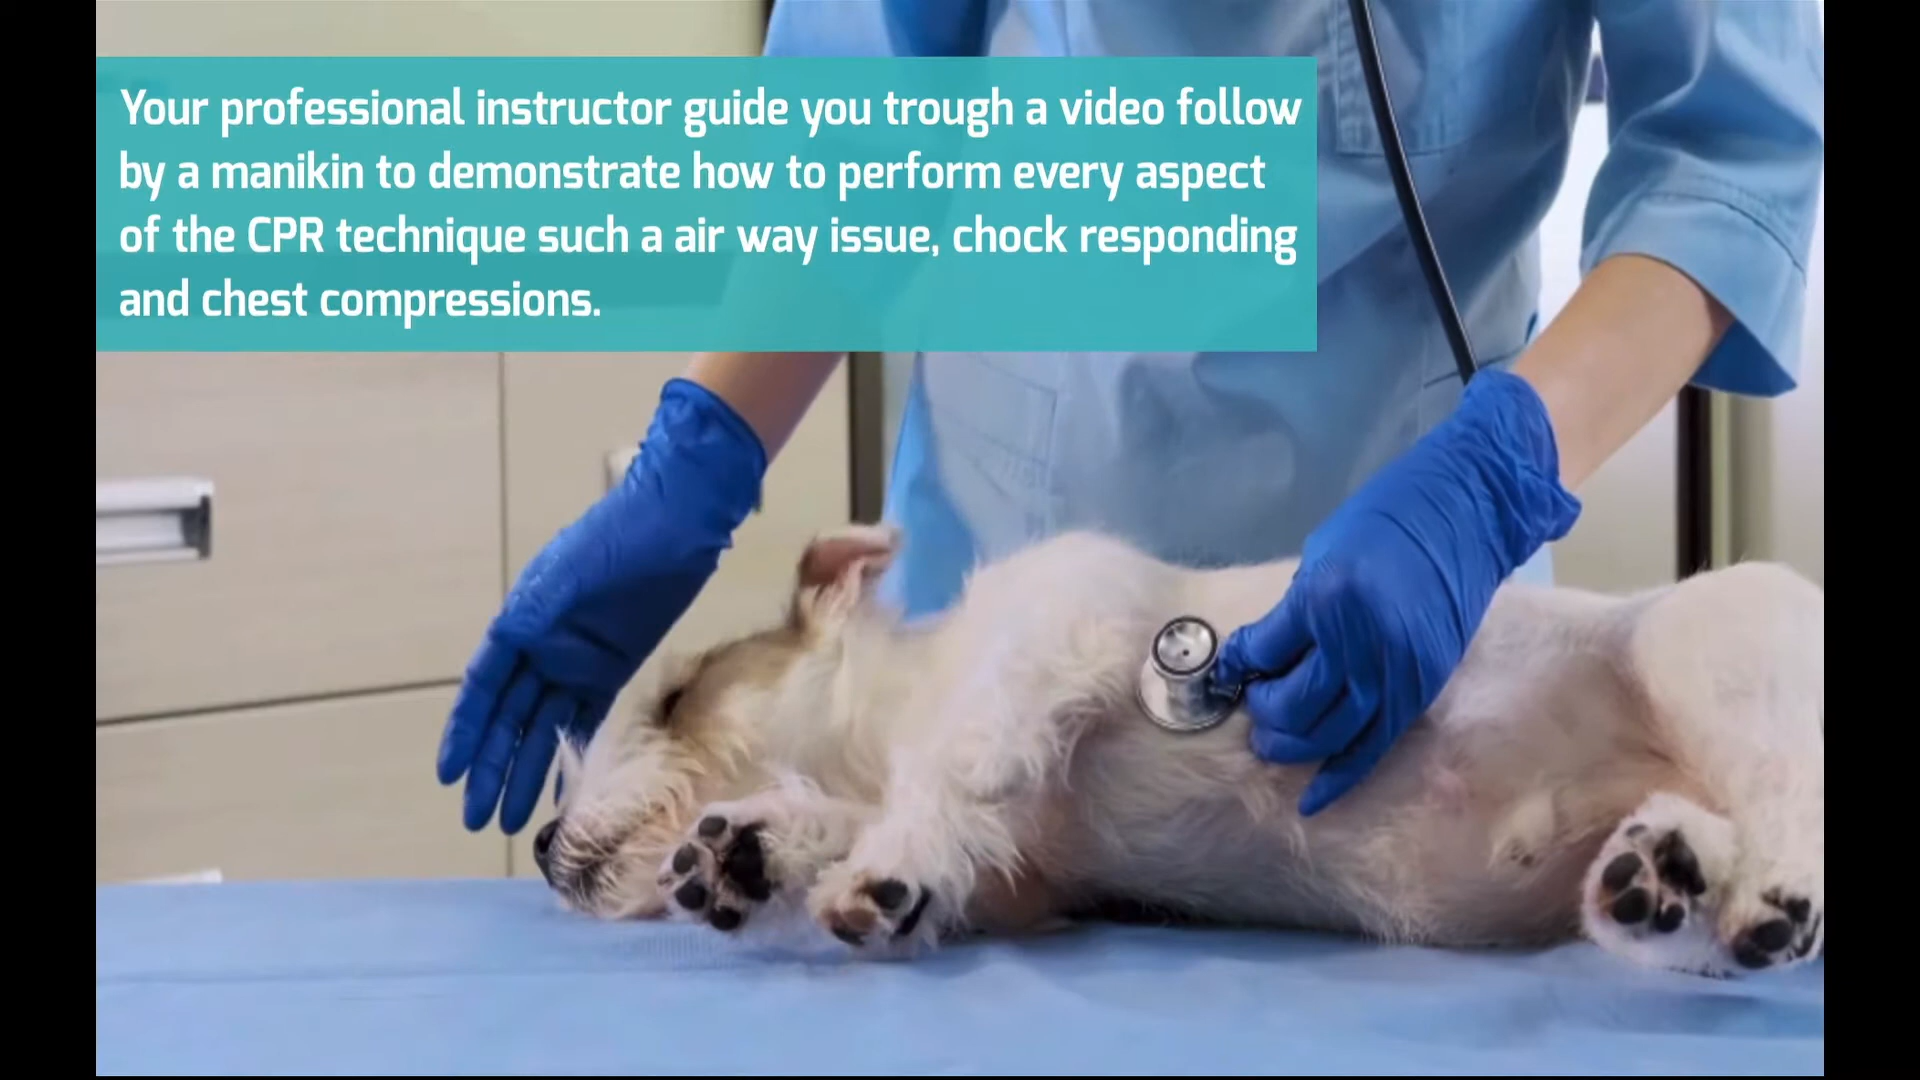 Your professional instructor guide you trough a video follow
by a manikin to demonstrate how to perform every aspect
of the CPR technique such a air way issue, chock responding
and chest compressions.